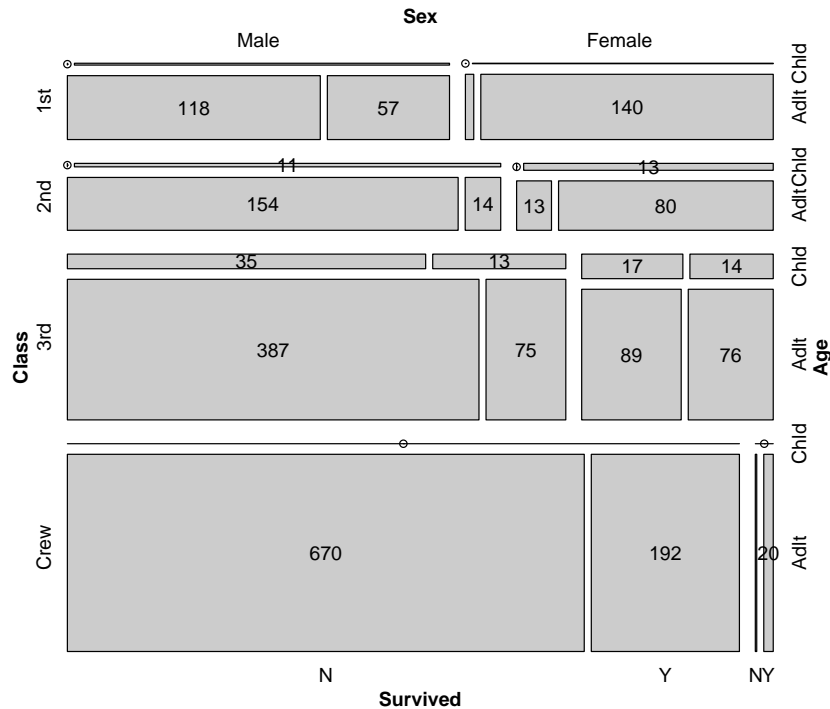 Sex
Male Female
1st
118 57 140
Adlt Chld
2nd
11 13
154 14 13 80
Adlt Chld
Class
3rd
35 13 17 14
387 75 89 76
Adlt Chld
Age
Crew
670 192 20
Adlt Chld
N Y N Y
Survived